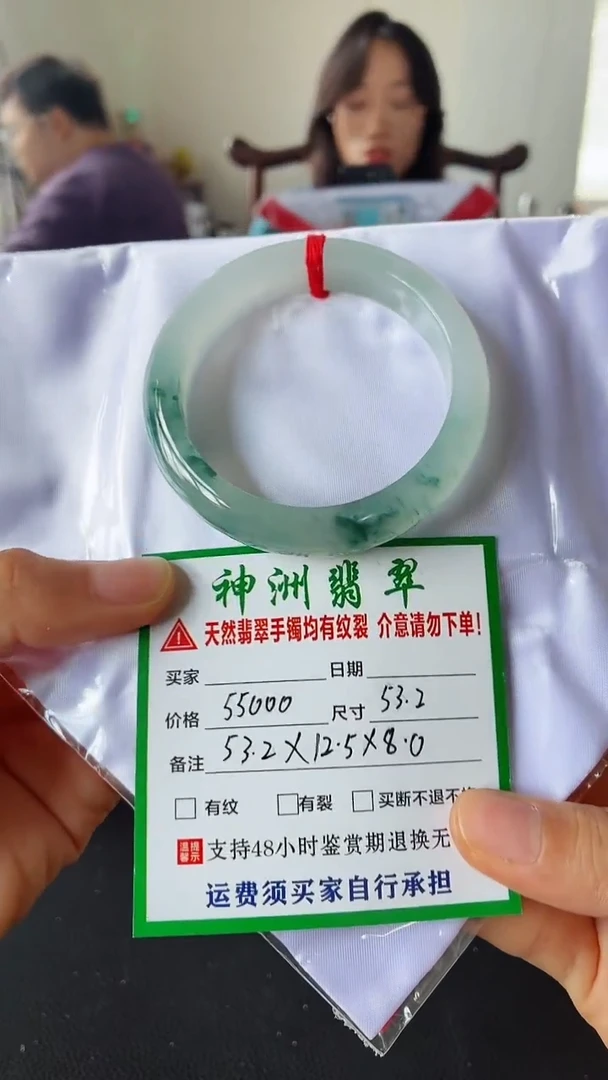 神洲翡翠
天然翡翠手镯均有纹裂 介意请勿下单!
买家 日期
价格 55000 尺寸 53.2
备注 53.2X12.5X8.0
有纹 有裂 买断不退不
温馨提示 支持48小时鉴赏期退换无
运费须买家自行承担